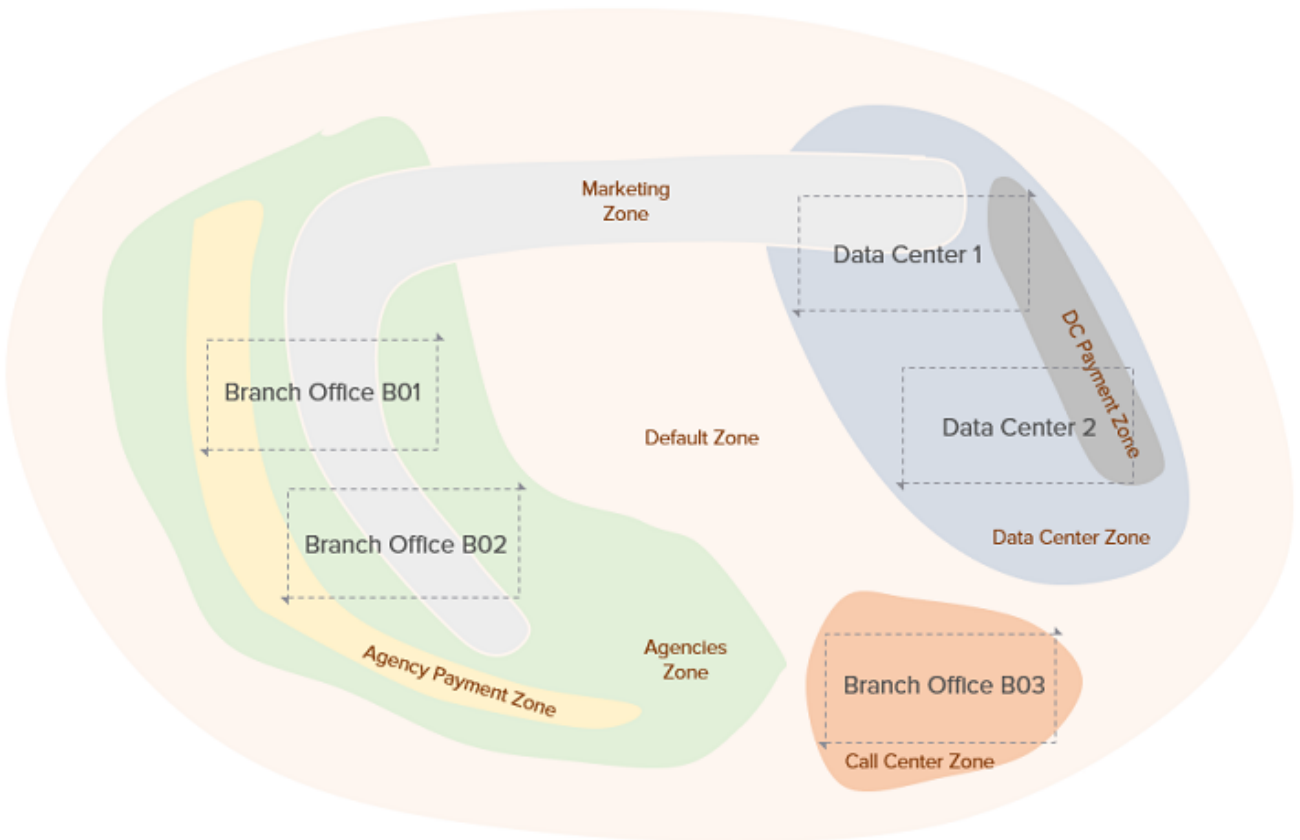 Marketing
Zone
Data Center 1
DC Payment Zone
Branch Office B01
Default Zone
Data Center 2
Branch Office B02
Data Center Zone
Agencies
Zone
Agency Payment Zone
Branch Office B03
Call Center Zone